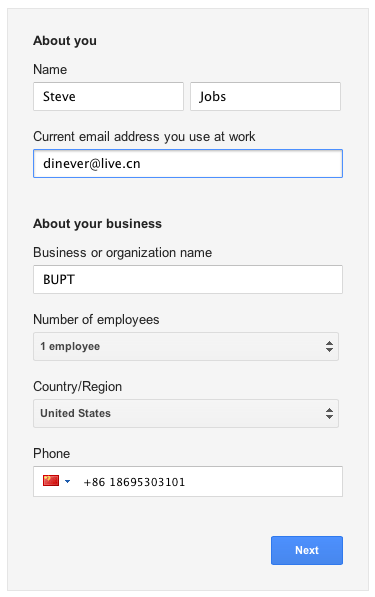 About you
Name
Steve Jobs
Current email address you use at work
dinever@live.cn
About your business
Business or organization name
BUPT
Number of employees
1 employee
Country/Region
United States
Phone
+86 18695303101
Next